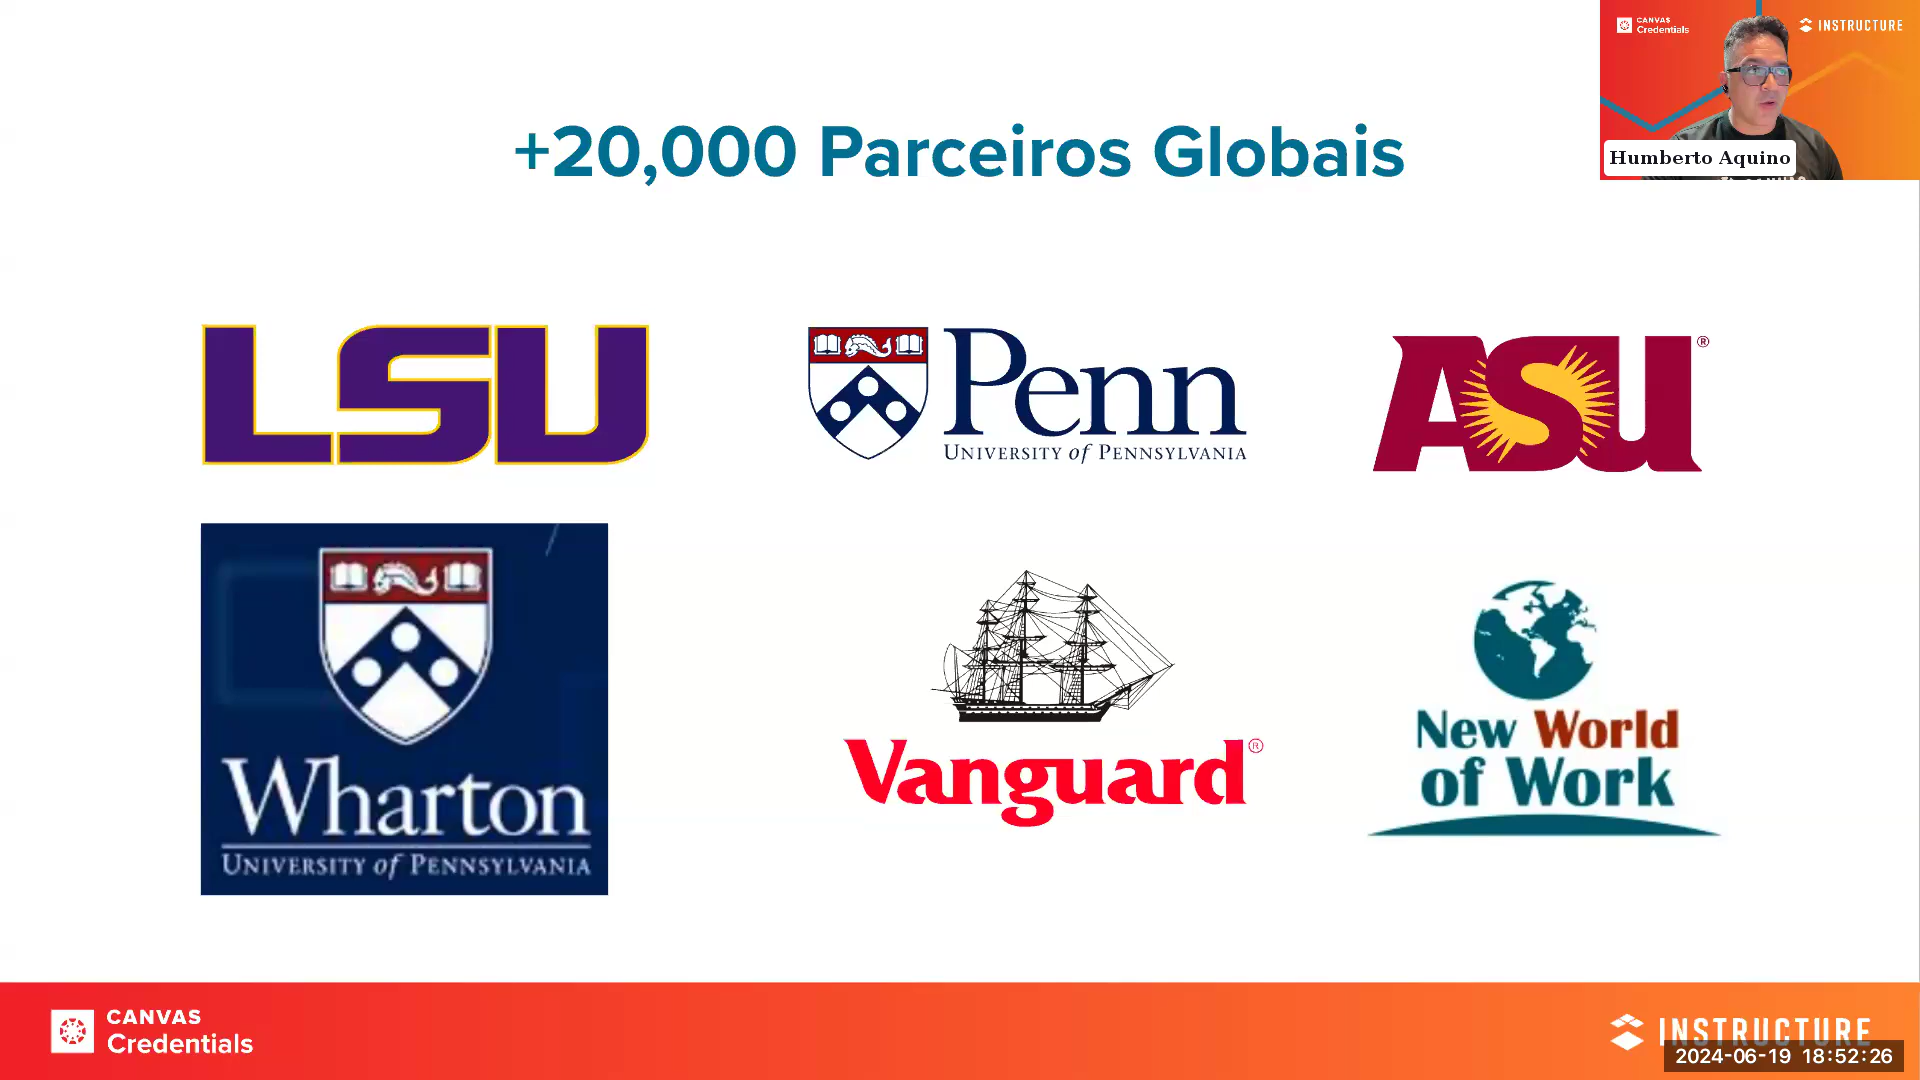 CANVAS
Credentials
INSTRUCTURE
Humberto Aquino
+20,000 Parceiros Globais
LSU
Penn
UNIVERSITY of PENNSYLVANIA
ASU®
Wharton
UNIVERSITY of PENNSYLVANIA
Vanguard®
New World
of Work
CANVAS
Credentials
INSTRUCTURE
2024-06-19 18:52:26